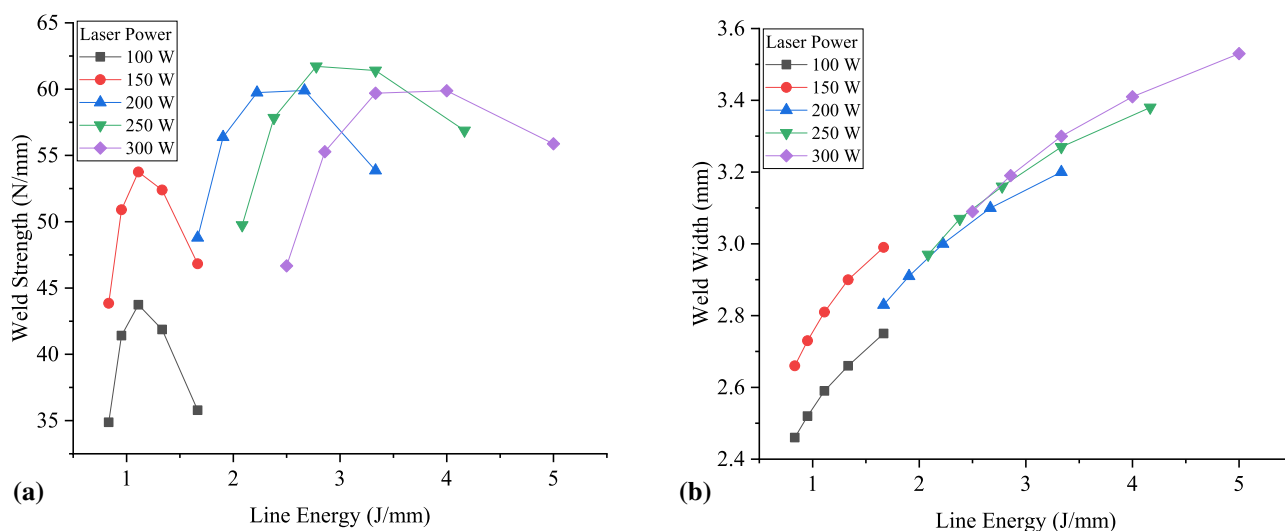 65
60
55
50
45
40
35
Weld Strength (N/mm)
Laser Power
100 W
150 W
200 W
250 W
300 W
1 2 3 4 5
Line Energy (J/mm)
(a)
3.6
3.4
3.2
3.0
2.8
2.6
2.4
Weld Width (mm)
Laser Power
100 W
150 W
200 W
250 W
300 W
1 2 3 4 5
Line Energy (J/mm)
(b)